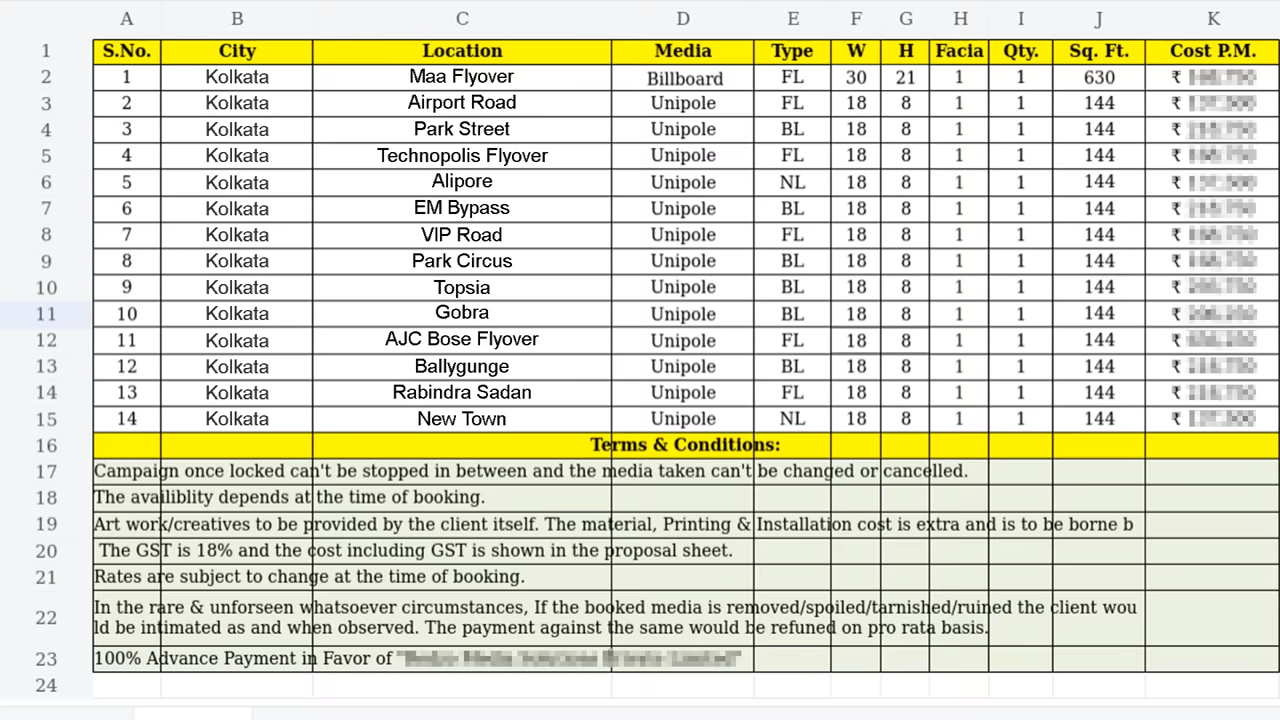 A B C D E F G H I J K
1 S.No. City Location Media Type W H Facia Qty. Sq. Ft. Cost P.M.
2 1 Kolkata Maa Flyover Billboard FL 30 21 1 1 630 ₹
3 2 Kolkata Airport Road Unipole FL 18 8 1 1 144 ₹
4 3 Kolkata Park Street Unipole BL 18 8 1 1 144 ₹
5 4 Kolkata Technopolis Flyover Unipole FL 18 8 1 1 144 ₹
6 5 Kolkata Alipore Unipole NL 18 8 1 1 144 ₹
7 6 Kolkata EM Bypass Unipole BL 18 8 1 1 144 ₹
8 7 Kolkata VIP Road Unipole FL 18 8 1 1 144 ₹
9 8 Kolkata Park Circus Unipole BL 18 8 1 1 144 ₹
10 9 Kolkata Topsia Unipole BL 18 8 1 1 144 ₹
11 10 Kolkata Gobra Unipole BL 18 8 1 1 144 ₹
12 11 Kolkata AJC Bose Flyover Unipole FL 18 8 1 1 144 ₹
13 12 Kolkata Ballygunge Unipole BL 18 8 1 1 144 ₹
14 13 Kolkata Rabindra Sadan Unipole FL 18 8 1 1 144 ₹
15 14 Kolkata New Town Unipole NL 18 8 1 1 144 ₹
16 Terms & Conditions:
17 Campaign once locked can't be stopped in between and the media taken can't be changed or cancelled.
18 The availiblity depends at the time of booking.
19 Art work/creatives to be provided by the client itself. The material, Printing & Installation cost is extra and is to be borne b
20 The GST is 18% and the cost including GST is shown in the proposal sheet.
21 Rates are subject to change at the time of booking.
22 In the rare & unforseen whatsoever circumstances, If the booked media is removed/spoiled/tarnished/ruined the client wou
ld be intimated as and when observed. The payment against the same would be refuned on pro rata basis.
23 100% Advance Payment in Favor of
24